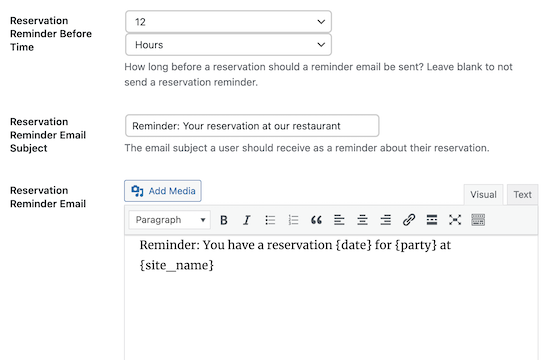 Reservation
Reminder Before
Time
12
Hours
How long before a reservation should a reminder email be sent? Leave blank to not
send a reservation reminder.
Reservation
Reminder Email
Subject
Reminder: Your reservation at our restaurant
The email subject a user should receive as a reminder about their reservation.
Reservation
Reminder Email
Add Media
Visual
Text
Paragraph
B I
Reminder: You have a reservation {date} for {party} at
{site_name}